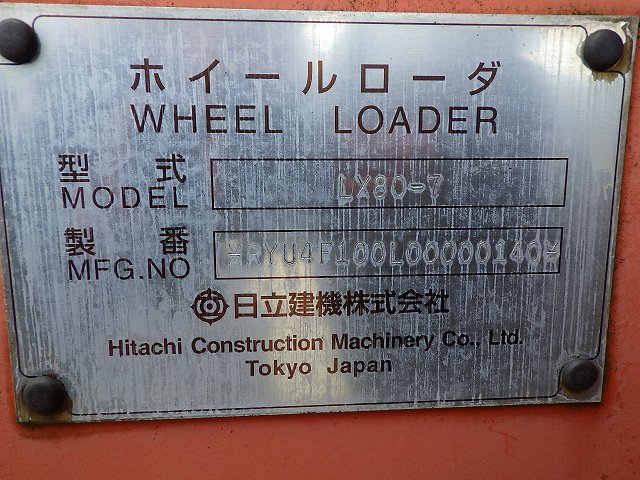 ホイールローダ
WHEEL LOADER
型式 LX80-7
MODEL
製番 ¥RYU4F100L00000140¥
MFG.NO
日立建機株式会社
Hitachi Construction Machinery Co., Ltd.
Tokyo Japan